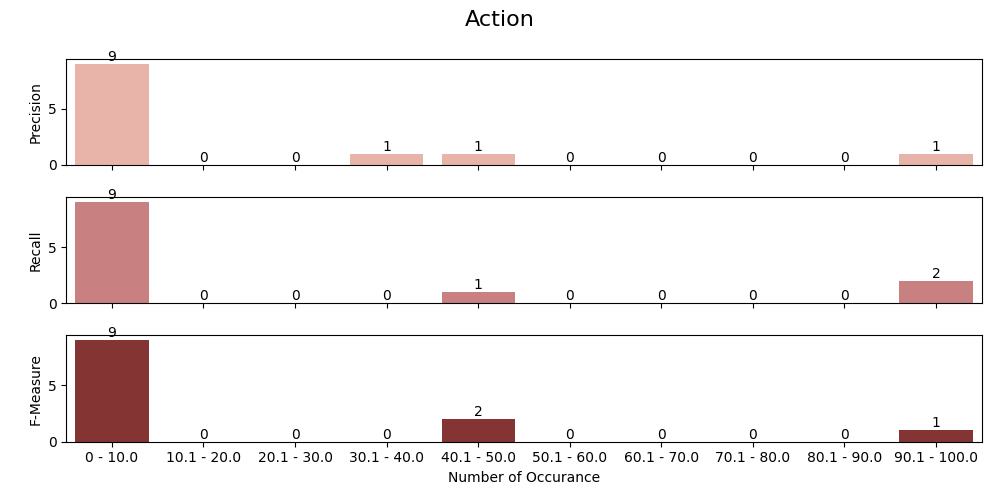 Action
Precision
5
0
9 0 0 1 1 0 0 0 0 1
Recall
5
0
9 0 0 0 1 0 0 0 0 2
F-Measure
5
0
9 0 0 0 2 0 0 0 0 1
0 - 10.0 10.1 - 20.0 20.1 - 30.0 30.1 - 40.0 40.1 - 50.0 50.1 - 60.0 60.1 - 70.0 70.1 - 80.0 80.1 - 90.0 90.1 - 100.0
Number of Occurance